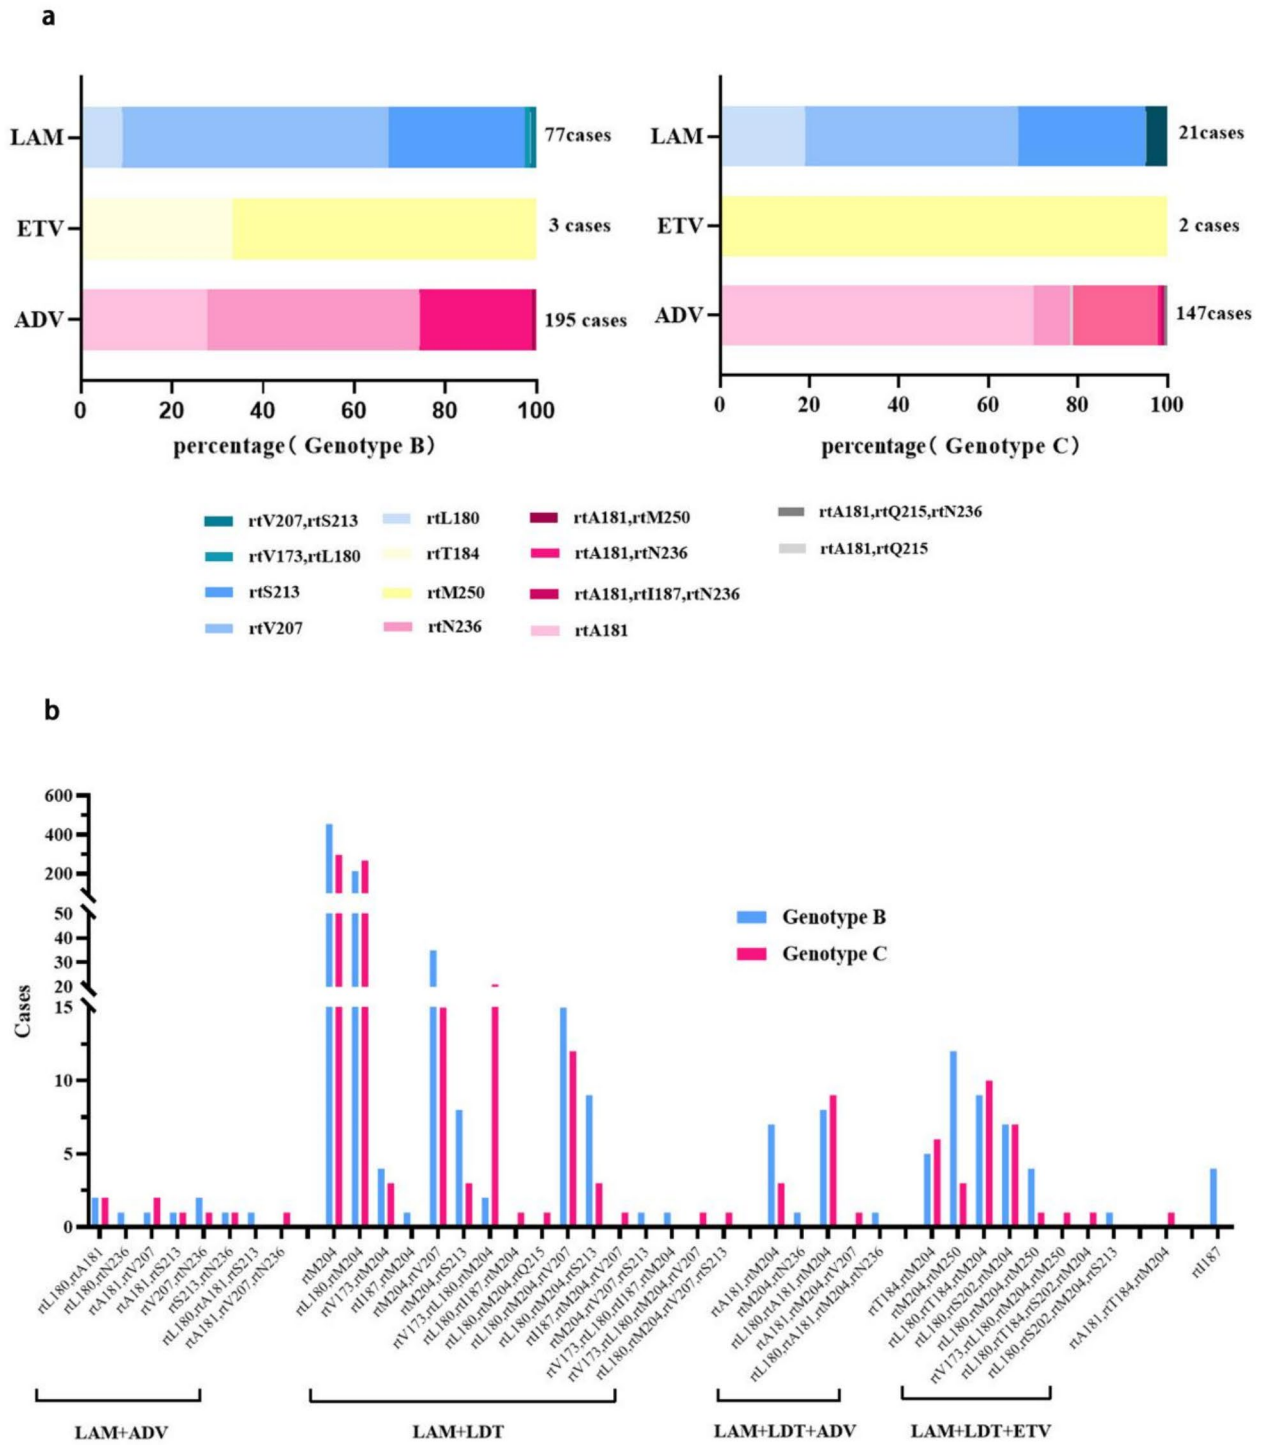 a
LAM
77cases
ETV
3 cases
ADV
195 cases
0 20 40 60 80 100
percentage( Genotype B)
LAM
21cases
ETV
2 cases
ADV
147cases
0 20 40 60 80 100
percentage( Genotype C)
rtV207,rtS213
rtV173,rtL180
rtS213
rtV207
rtL180
rtT184
rtM250
rtN236
rtA181,rtM250
rtA181,rtN236
rtA181,rtI187,rtN236
rtA181
rtA181,rtQ215,rtN236
rtA181,rtQ215
b
Cases
600
400
200
50
40
30
20
15
10
5
0
Genotype B
Genotype C
rtL180,rtA181
rtL180,rtN236
rtA181,rtV207
rtA181,rtS213
rtV207,rtN236
rtS213,rtN236
rtL180,rtA181,rtS213
rtA181,rtV207,rtN236
rtM204
rtL180,rtM204
rtV173,rtM204
rtI187,rtM204
rtM204,rtV207
rtM204,rtS213
rtV173,rtL180,rtM204
rtL180,rtI187,rtM204
rtL180,rtM204,rtQ215
rtL180,rtM204,rtV207
rtL180,rtM204,rtS213
rtI187,rtM204,rtV207
rtM204,rtV207,rtS213
rtV173,rtL180,rtI187,rtM204
rtV173,rtL180,rtM204,rtV207
rtL180,rtM204,rtV207,rtS213
rtA181,rtM204
rtM204,rtN236
rtL180,rtA181,rtM204
rtA181,rtM204,rtV207
rtL180,rtA181,rtM204,rtN236
rtT184,rtM204
rtM204,rtM250
rtL180,rtT184,rtM204
rtL180,rtS202,rtM204
rtL180,rtM204,rtM250
rtV173,rtL180,rtM204,rtM250
rtL180,rtT184,rtS202,rtM204
rtL180,rtS202,rtM204,rtS213
rtA181,rtT184,rtM204
rtI187
LAM+ADV
LAM+LDT
LAM+LDT+ADV
LAM+LDT+ETV